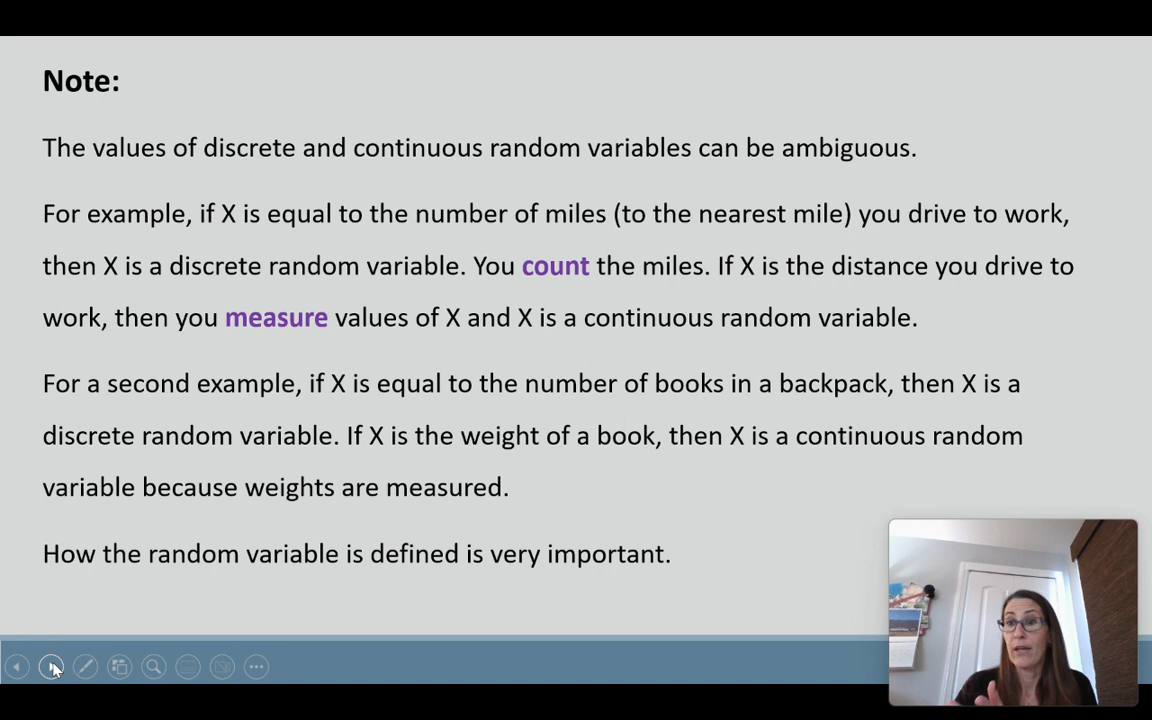 Note:
The values of discrete and continuous random variables can be ambiguous.
For example, if X is equal to the number of miles (to the nearest mile) you drive to work,
then X is a discrete random variable. You count the miles. If X is the distance you drive to
work, then you measure values of X and X is a continuous random variable.
For a second example, if X is equal to the number of books in a backpack, then X is a
discrete random variable. If X is the weight of a book, then X is a continuous random
variable because weights are measured.
How the random variable is defined is very important.